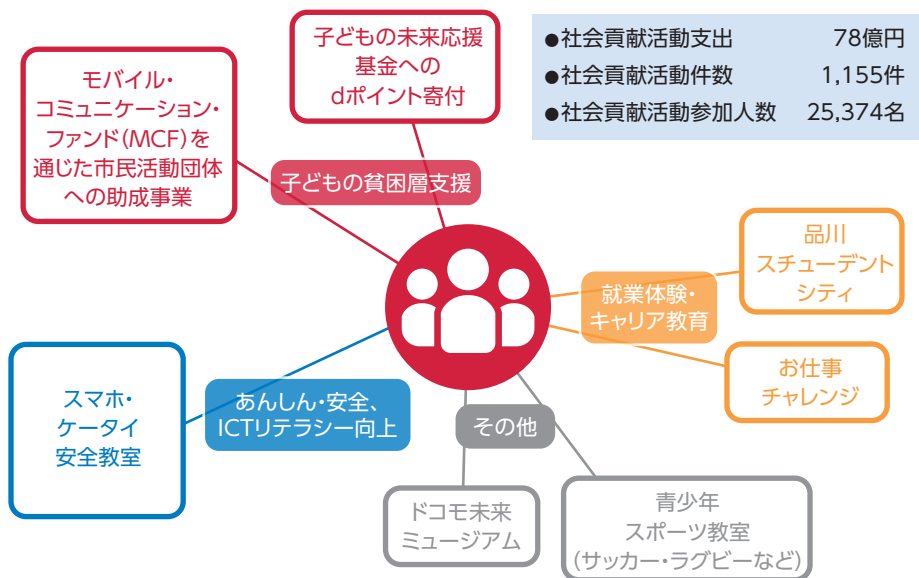 子どもの未来応援
基金への
dポイント寄付
●社会貢献活動支出 78億円
●社会貢献活動件数 1,155件
●社会貢献活動参加人数 25,374名
モバイル・
コミュニケーション・
ファンド(MCF)を
通じた市民活動団体
への助成事業
子どもの貧困層支援
品川
スチューデント
シティ
就業体験・
キャリア教育
お仕事
チャレンジ
スマホ・
ケータイ
安全教室
あんしん・安全、
ICTリテラシー向上
その他
ドコモ未来
ミュージアム
青少年
スポーツ教室
(サッカー・ラグビーなど)